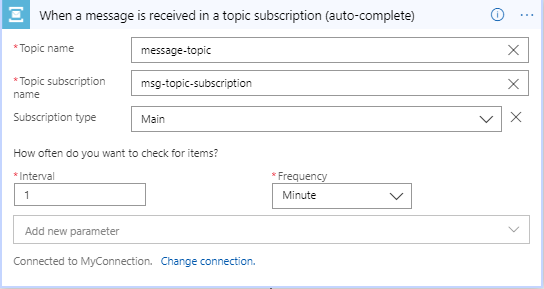 When a message is received in a topic subscription (auto-complete)
* Topic name
message-topic
* Topic subscription
name
msg-topic-subscription
Subscription type
Main
How often do you want to check for items?
* Interval
* Frequency
1
Minute
Add new parameter
Connected to MyConnection. Change connection.